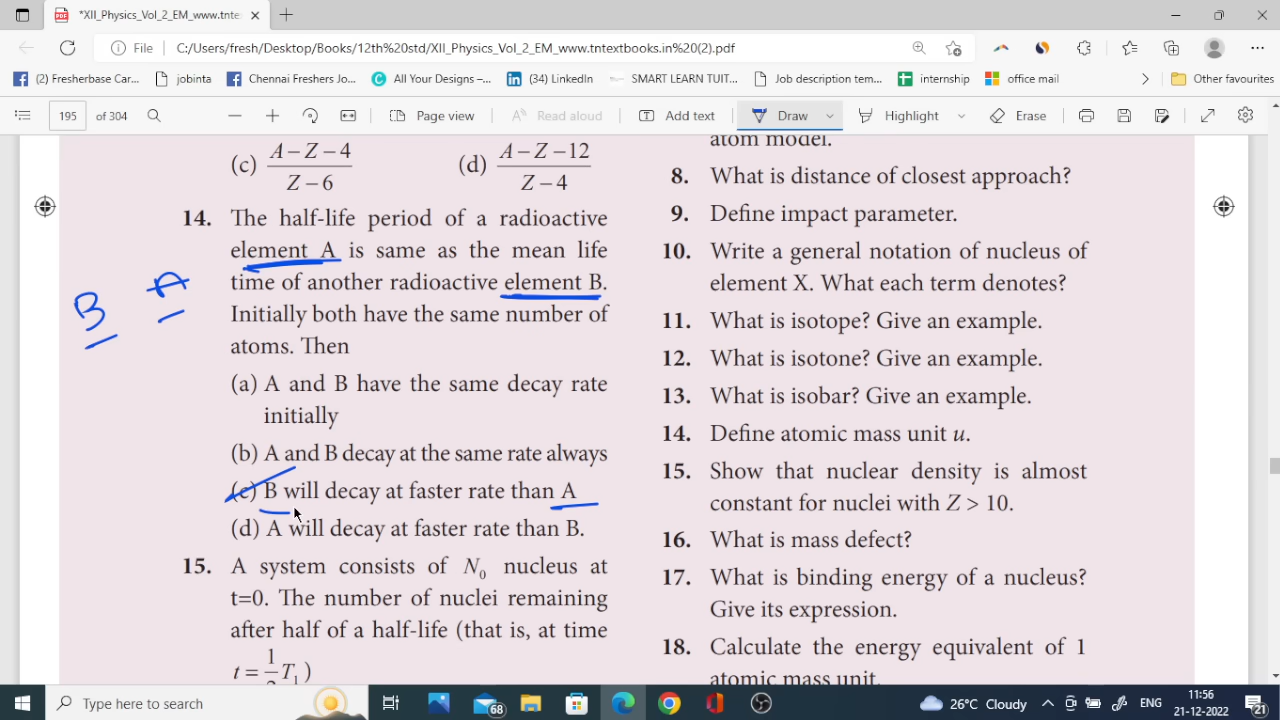 *XII_Physics_Vol_2_EM_www.tnte
File
C:/Users/fresh/Desktop/Books/12th%20std/XII_Physics_Vol_2_EM_www.tntextbooks.in%20(2).pdf
(2) Fresherbase Car...
jobinta
Chennai Freshers Jo...
All Your Designs –...
(34) LinkedIn
SMART LEARN TUIT...
Job description tem...
internship
office mail
Other favourites
195
of 304
Page view
Read aloud
Add text
Draw
Highlight
Erase
(c) A – Z – 4 / Z – 6
(d) A – Z – 12 / Z – 4
14. The half-life period of a radioactive
element A is same as the mean life
time of another radioactive element B.
Initially both have the same number of
atoms. Then
(a) A and B have the same decay rate
initially
(b) A and B decay at the same rate always
(c) B will decay at faster rate than A
(d) A will decay at faster rate than B.
15. A system consists of N0 nucleus at
t=0. The number of nuclei remaining
after half of a half-life (that is, at time
B A
atom model.
8. What is distance of closest approach?
9. Define impact parameter.
10. Write a general notation of nucleus of
element X. What each term denotes?
11. What is isotope? Give an example.
12. What is isotone? Give an example.
13. What is isobar? Give an example.
14. Define atomic mass unit u.
15. Show that nuclear density is almost
constant for nuclei with Z > 10.
16. What is mass defect?
17. What is binding energy of a nucleus?
Give its expression.
18. Calculate the energy equivalent of 1
atomic mass unit.
Type here to search
68
26°C Cloudy
ENG
11:56
21-12-2022
21